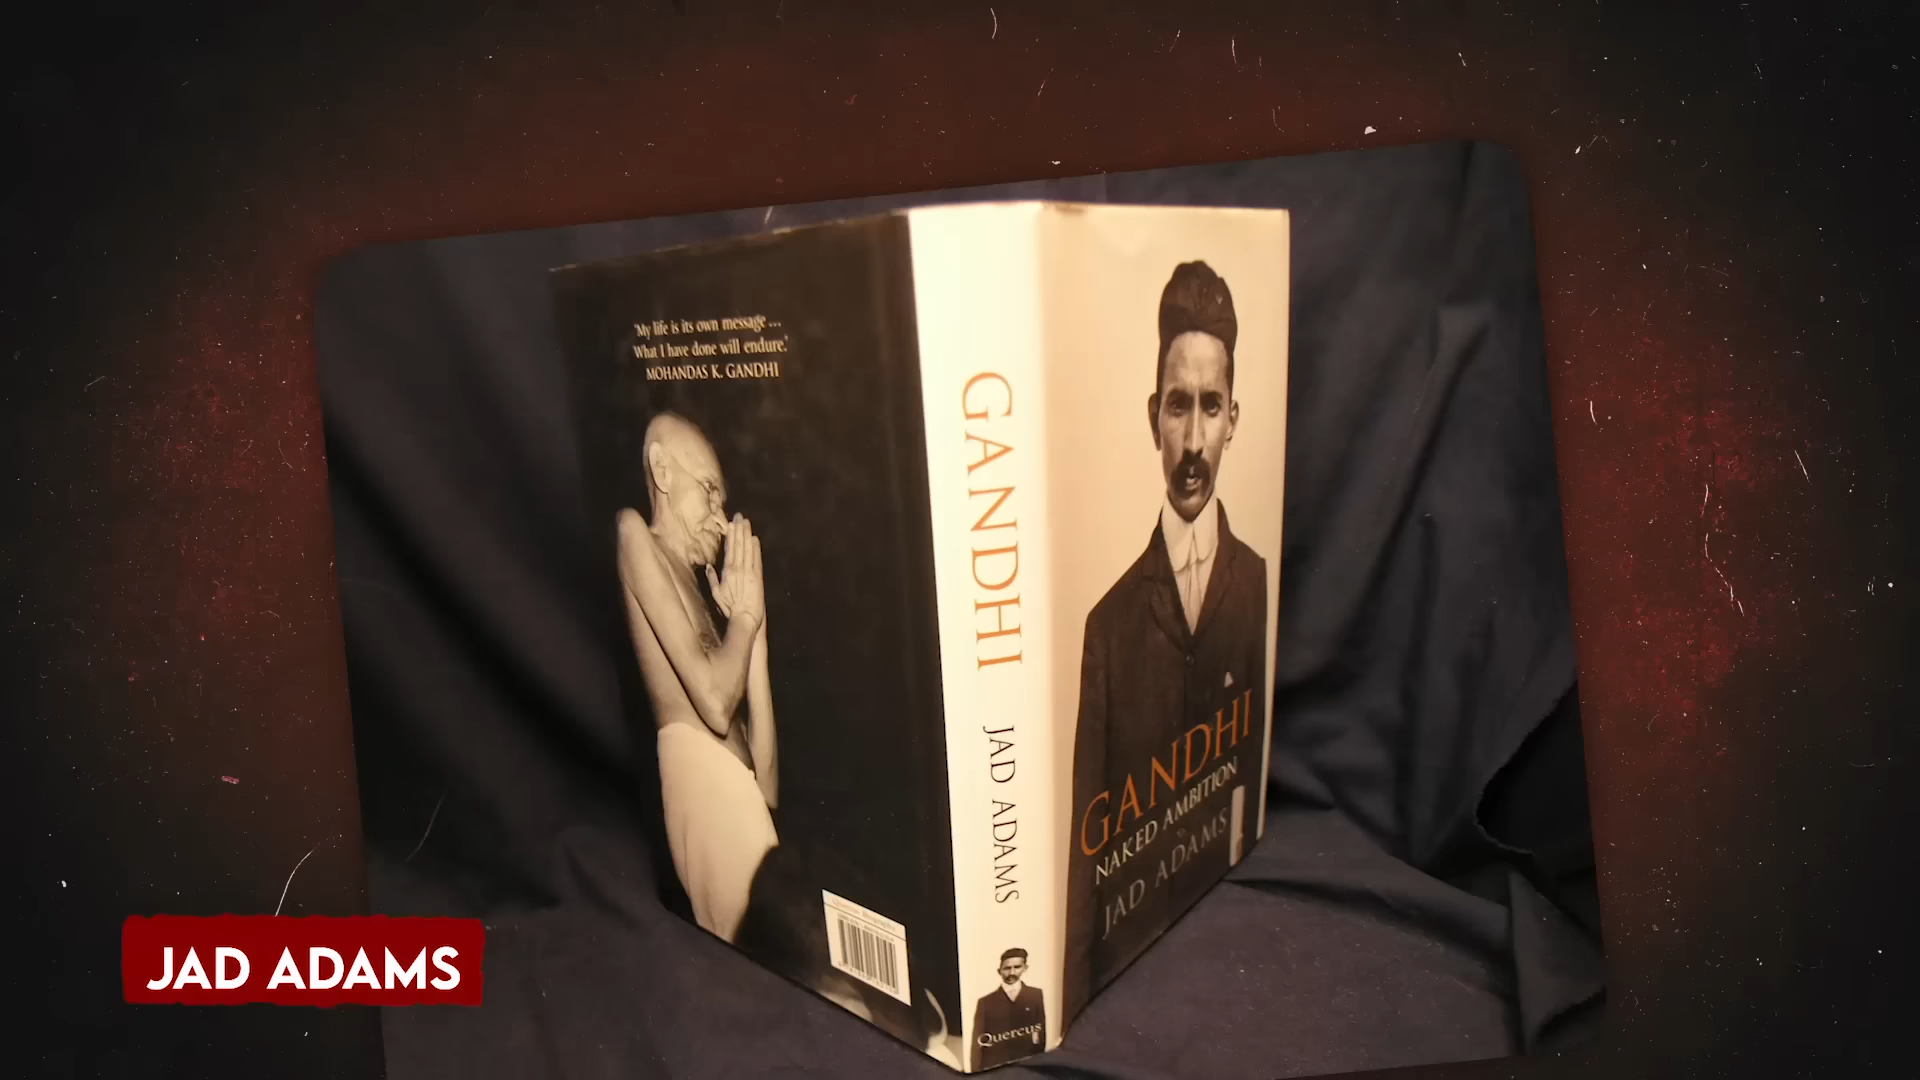 'My life is its own message ...
What I have done will endure.'
MOHANDAS K. GANDHI
GANDHI JAD ADAMS
Quercus
GANDHI
NAKED AMBITION
JAD ADAMS
JAD ADAMS